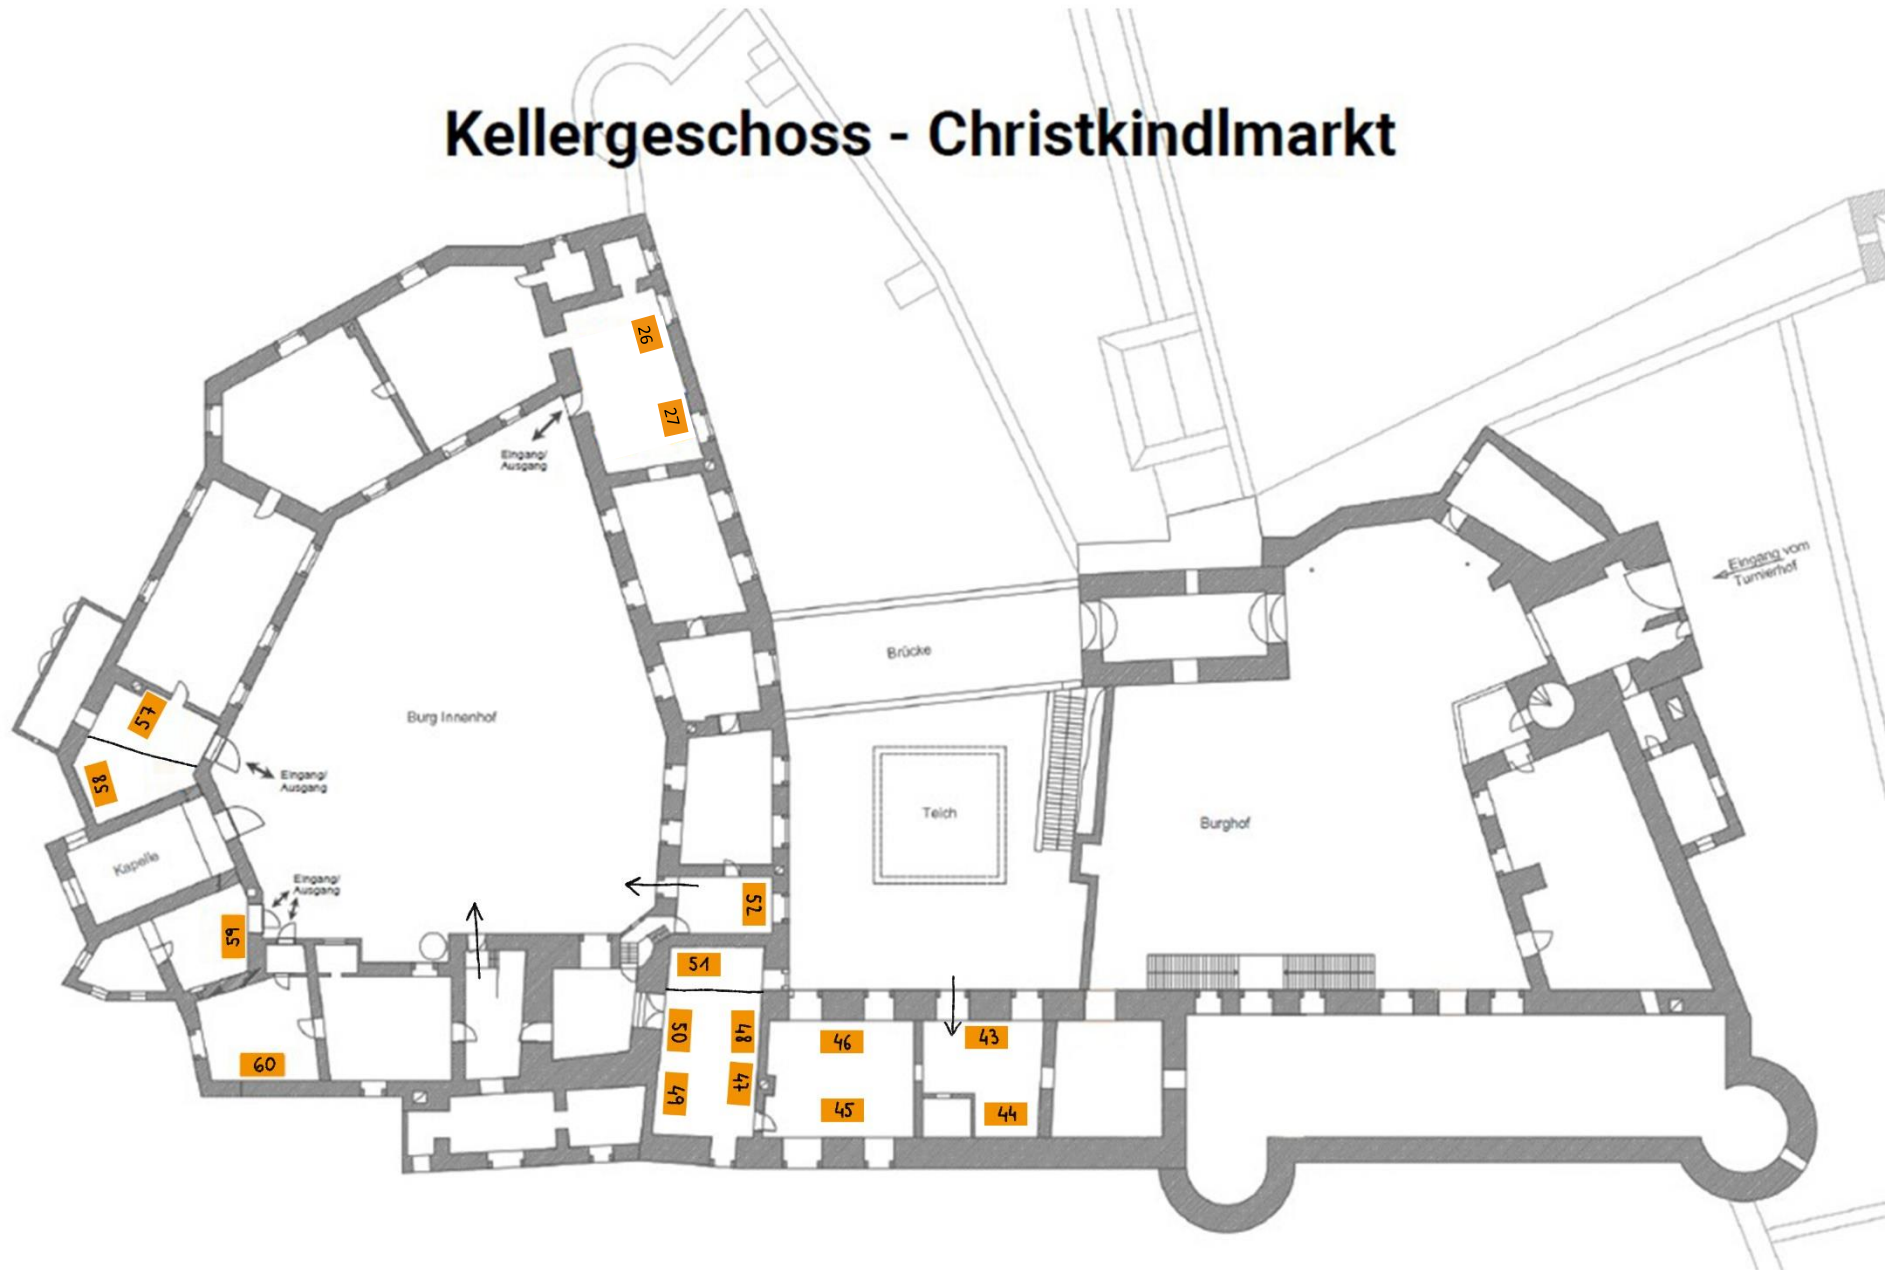 Kellergeschoss - Christkindlmarkt
26
27
Eingang/
Ausgang
Eingang vom
Turnierhof
Brücke
Burg Innenhof
57
58
Eingang/
Ausgang
Teich
Burghof
Kapelle
Eingang/
Ausgang
52
59
51
50
48
46
43
60
49
47
45
44